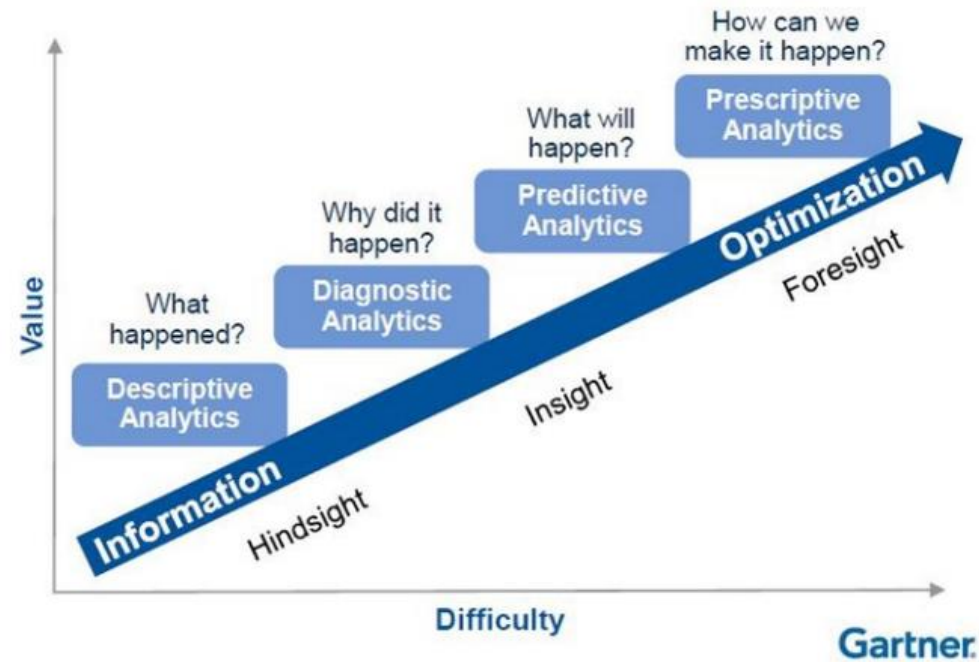 How can we
make it happen?
Prescriptive
Analytics
What will
happen?
Predictive
Analytics
Why did it
happen?
Diagnostic
Analytics
What
happened?
Descriptive
Analytics
Value
Information
Optimization
Hindsight
Insight
Foresight
Difficulty
Gartner